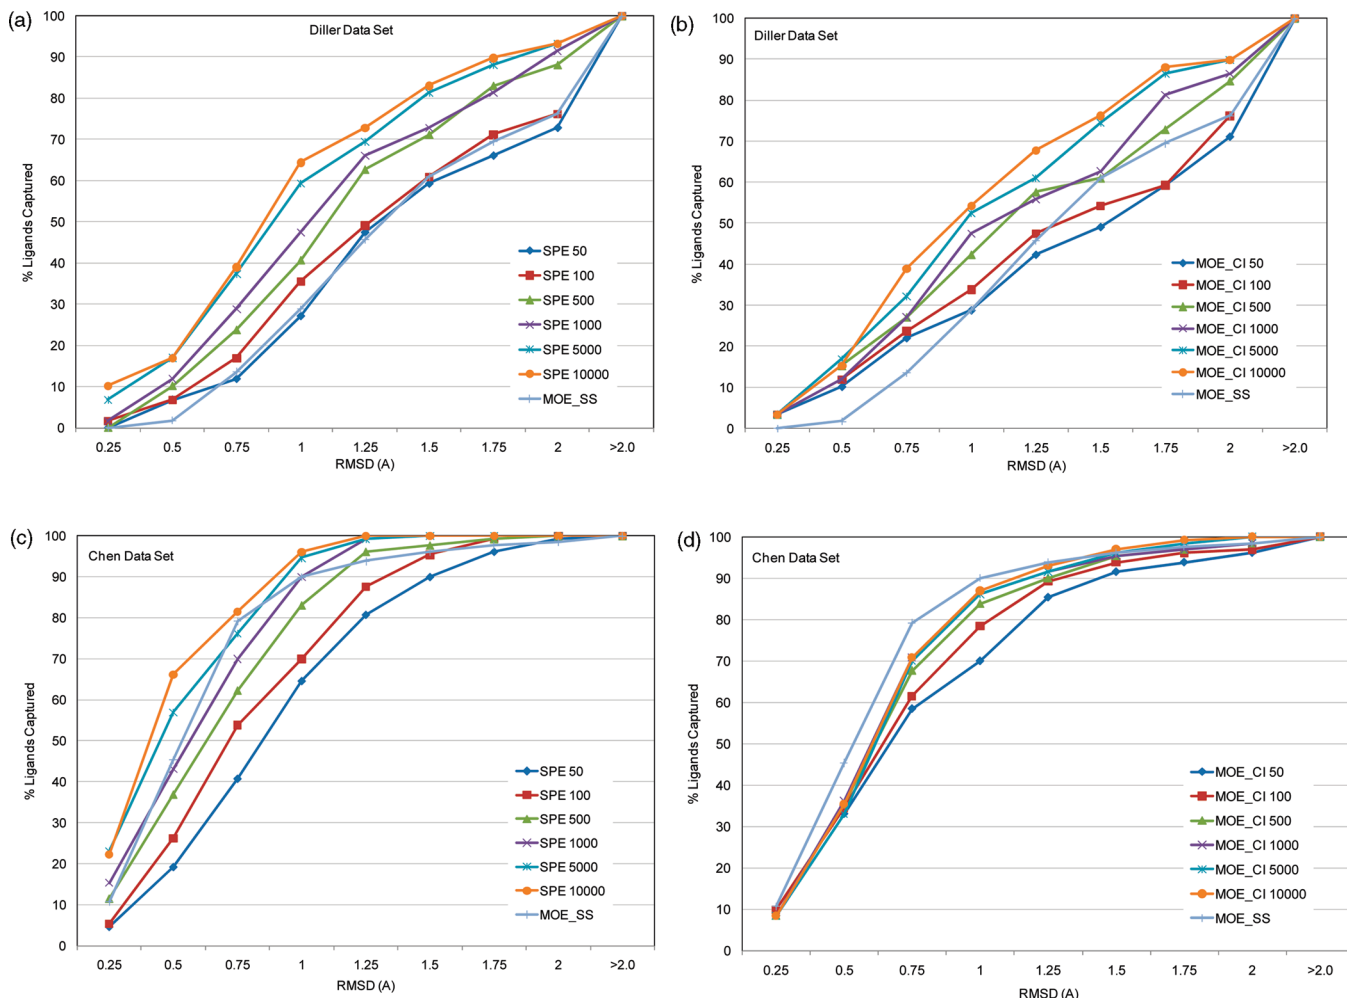 (a)
Diller Data Set
% Ligands Captured
100
90
80
70
60
50
40
30
20
10
0
SPE 50
SPE 100
SPE 500
SPE 1000
SPE 5000
SPE 10000
MOE_SS
0.25 0.5 0.75 1 1.25 1.5 1.75 2 >2.0
RMSD (A)
(b)
Diller Data Set
% Ligands Captured
100
90
80
70
60
50
40
30
20
10
0
MOE_CI 50
MOE_CI 100
MOE_CI 500
MOE_CI 1000
MOE_CI 5000
MOE_CI 10000
MOE_SS
0.25 0.5 0.75 1 1.25 1.5 1.75 2 >2.0
RMSD (A)
(c)
Chen Data Set
% Ligands Captured
100
90
80
70
60
50
40
30
20
10
0
SPE 50
SPE 100
SPE 500
SPE 1000
SPE 5000
SPE 10000
MOE_SS
0.25 0.5 0.75 1 1.25 1.5 1.75 2 >2.0
RMSD (A)
(d)
Chen Data Set
% Ligands Captured
100
90
80
70
60
50
40
30
20
10
0
MOE_CI 50
MOE_CI 100
MOE_CI 500
MOE_CI 1000
MOE_CI 5000
MOE_CI 10000
MOE_SS
0.25 0.5 0.75 1 1.25 1.5 1.75 2 >2.0
RMSD (A)